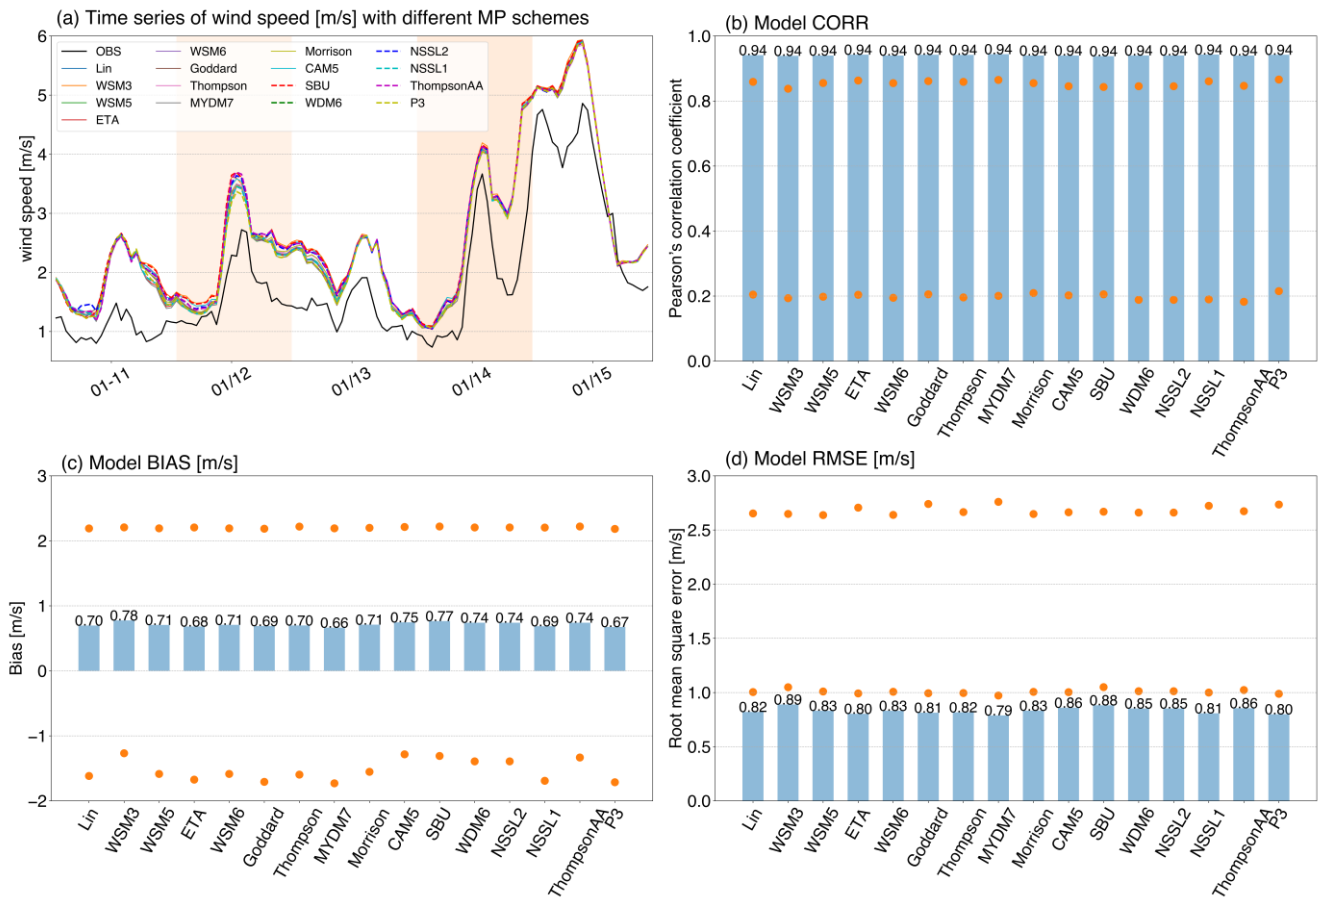 (a) Time series of wind speed [m/s] with different MP schemes
wind speed [m/s]
6
5
4
3
2
1
OBS
Lin
WSM3
WSM5
ETA
WSM6
Goddard
Thompson
MYDM7
Morrison
CAM5
SBU
WDM6
NSSL2
NSSL1
ThompsonAA
P3
01-11
01/12
01/13
01/14
01/15
(b) Model CORR
Pearson's correlation coefficient
1.0
0.8
0.6
0.4
0.2
0.0
0.94 0.94 0.94 0.94 0.94 0.94 0.94 0.94 0.94 0.94 0.94 0.94 0.94 0.94 0.94 0.94
Lin WSM3 WSM5 ETA WSM6 Goddard Thompson MYDM7 Morrison CAM5 SBU WDM6 NSSL2 NSSL1 ThompsonAA P3
(c) Model BIAS [m/s]
Bias [m/s]
3
2
1
0
−1
−2
0.70 0.78 0.71 0.68 0.71 0.69 0.70 0.66 0.71 0.75 0.77 0.74 0.74 0.69 0.74 0.67
Lin WSM3 WSM5 ETA WSM6 Goddard Thompson MYDM7 Morrison CAM5 SBU WDM6 NSSL2 NSSL1 ThompsonAA P3
(d) Model RMSE [m/s]
Root mean square error [m/s]
3.0
2.5
2.0
1.5
1.0
0.5
0.0
0.82 0.89 0.83 0.80 0.83 0.81 0.82 0.79 0.83 0.86 0.88 0.85 0.85 0.81 0.86 0.80
Lin WSM3 WSM5 ETA WSM6 Goddard Thompson MYDM7 Morrison CAM5 SBU WDM6 NSSL2 NSSL1 ThompsonAA P3